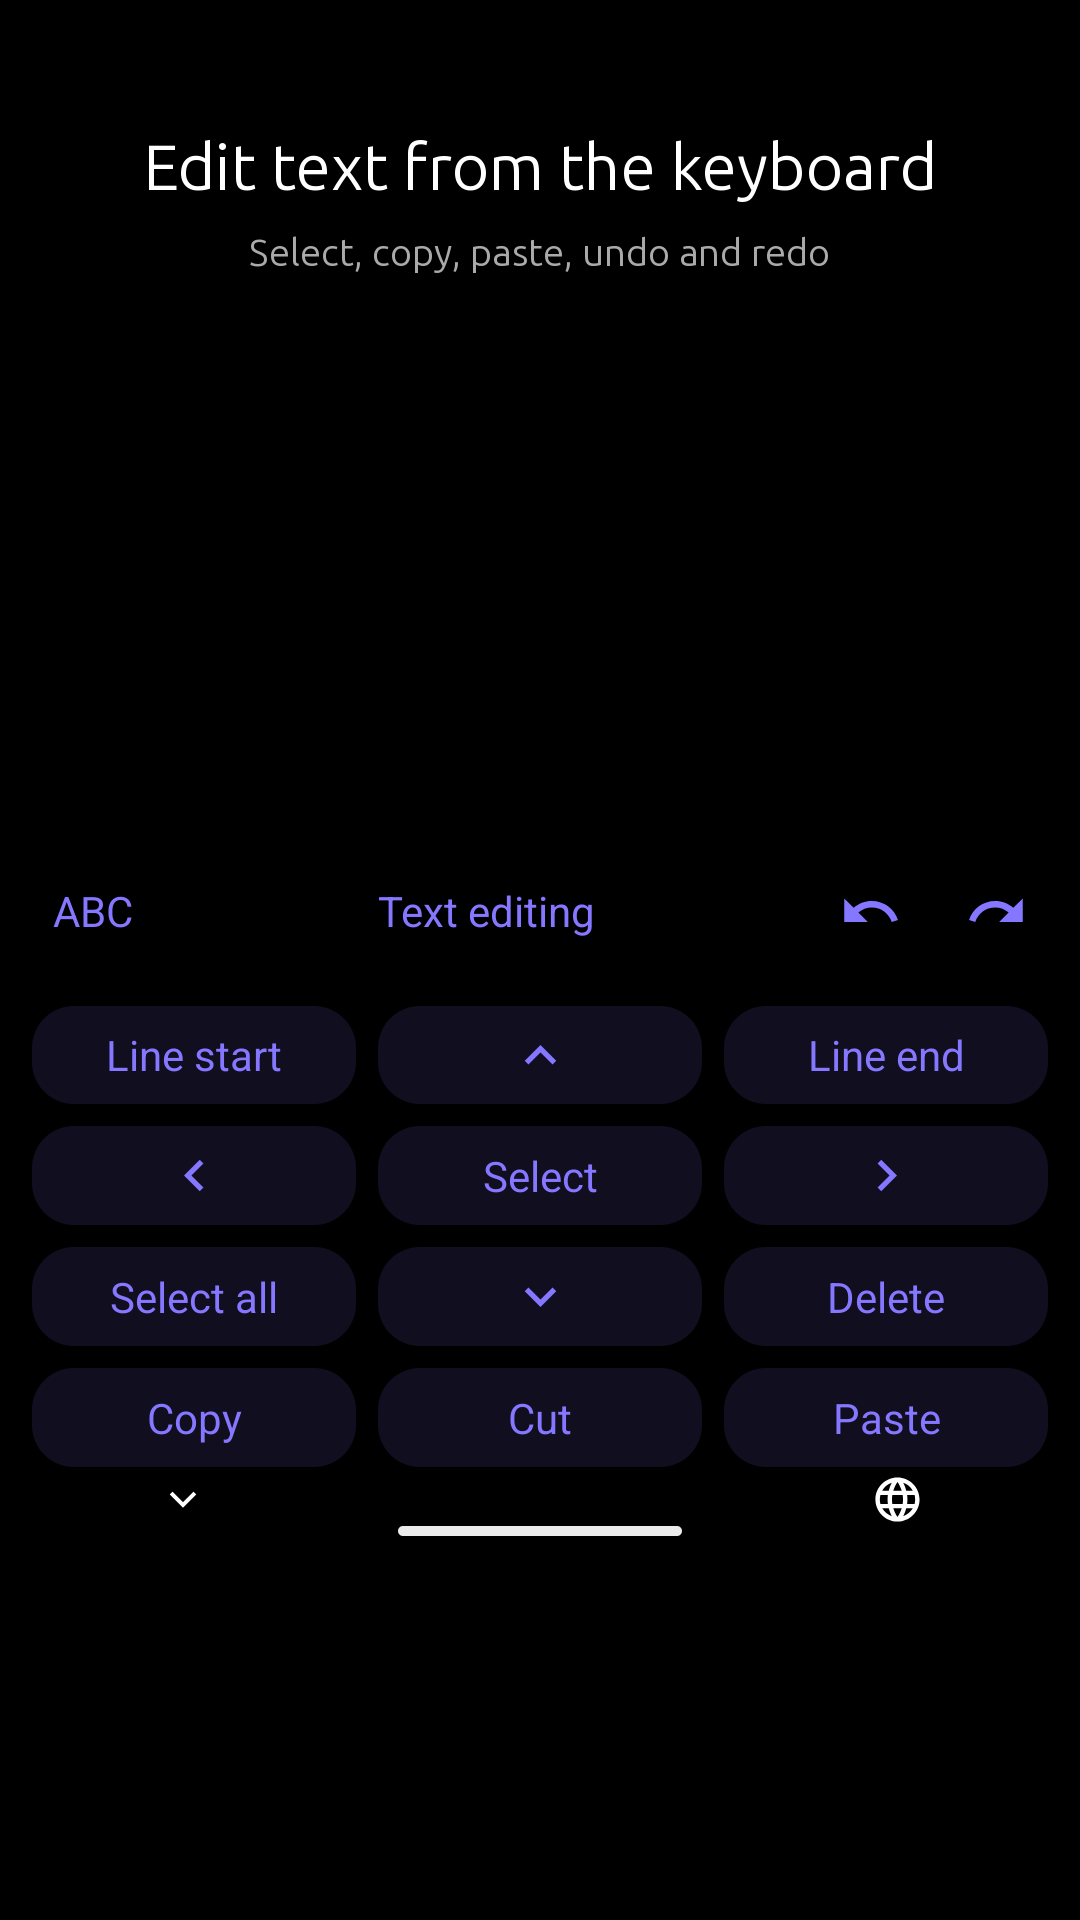 Edit text from the keyboard
Select, copy, paste, undo and redo
ABC Text editing
Line start Line end
Select
Select all Delete
Copy Cut Paste